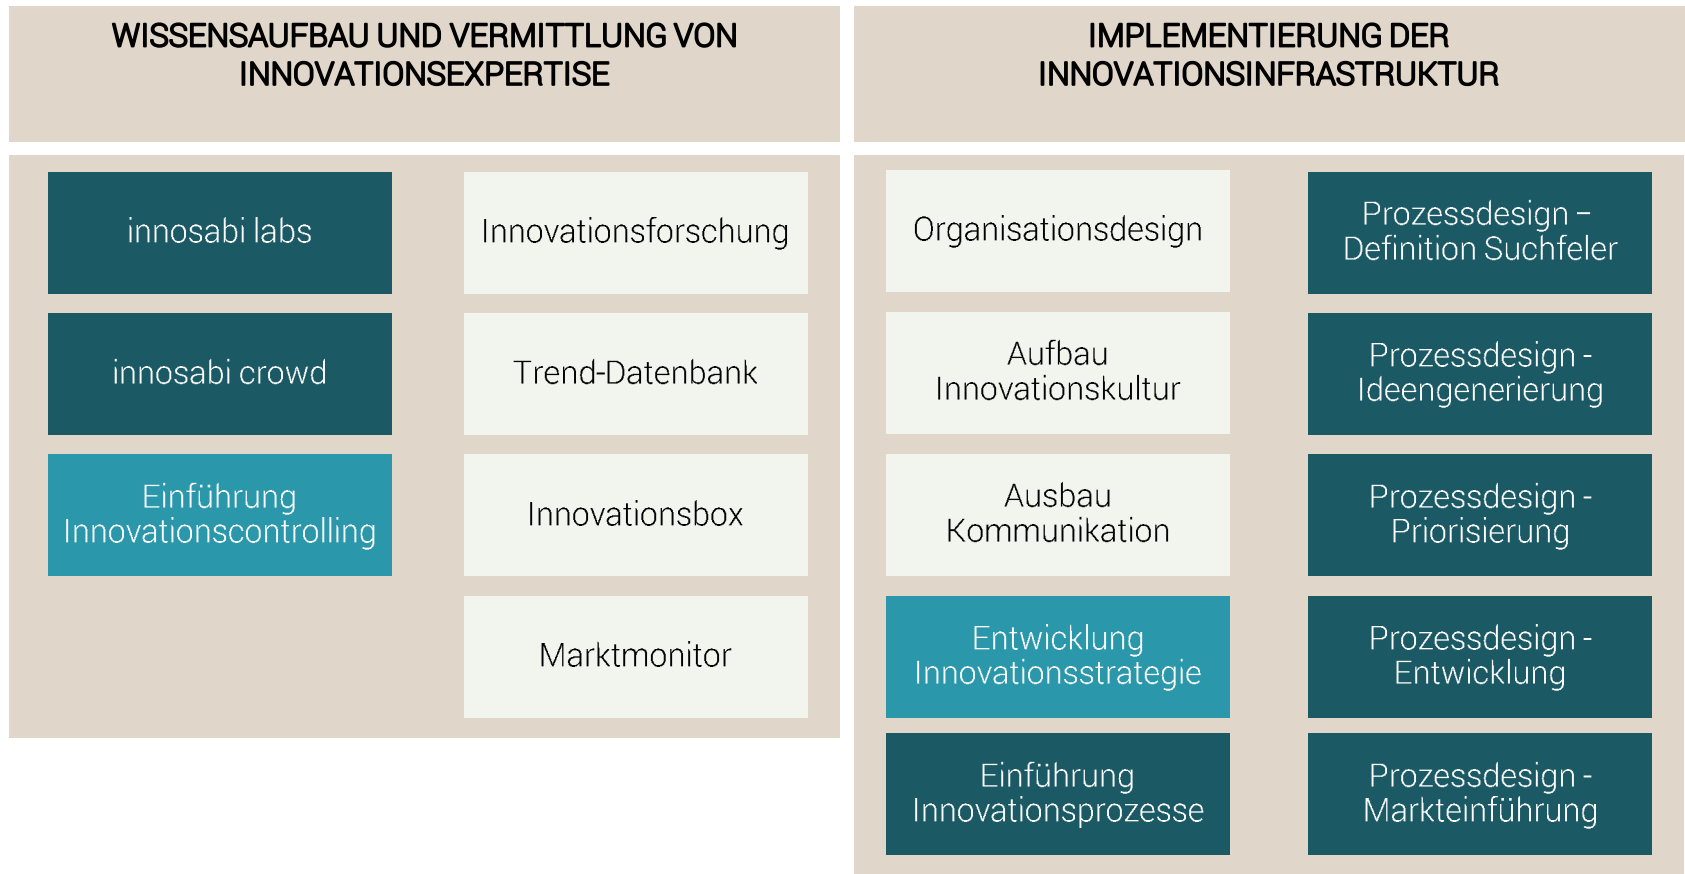 WISSENSAUFBAU UND VERMITTLUNG VON
INNOVATIONSEXPERTISE
innosabi labs
Innovationsforschung
innosabi crowd
Trend-Datenbank
Einführung
Innovationscontrolling
Innovationsbox
Marktmonitor
IMPLEMENTIERUNG DER
INNOVATIONSINFRASTRUKTUR
Organisationsdesign
Prozessdesign –
Definition Suchfeler
Aufbau
Innovationskultur
Prozessdesign -
Ideengenerierung
Ausbau
Kommunikation
Prozessdesign -
Priorisierung
Entwicklung
Innovationsstrategie
Prozessdesign -
Entwicklung
Einführung
Innovationsprozesse
Prozessdesign -
Markteinführung